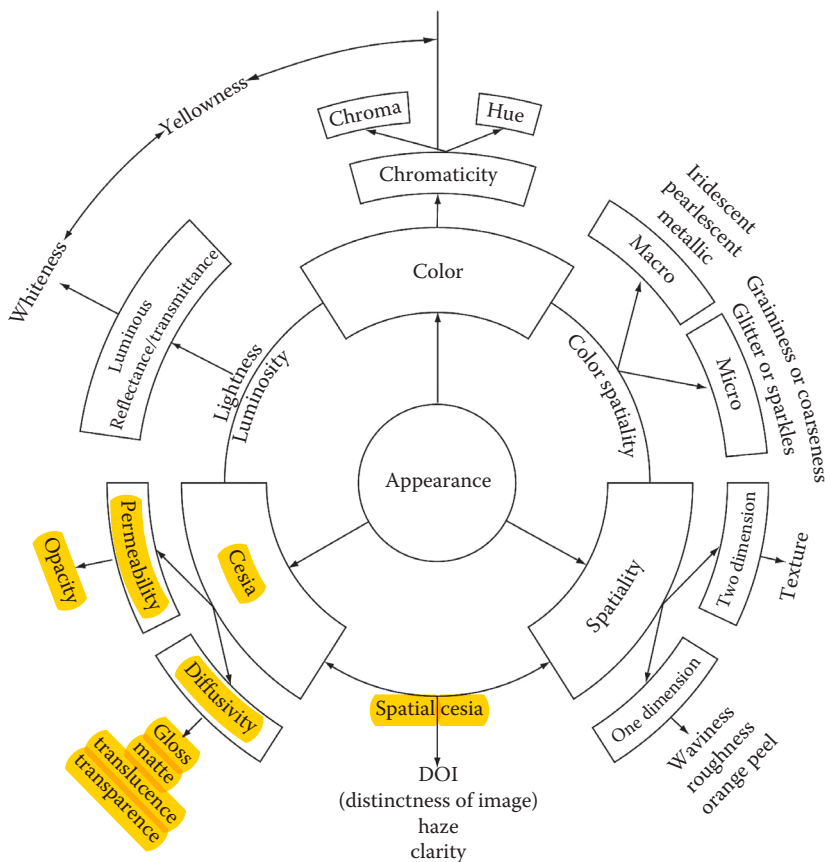 Yellowness
Whiteness
Chroma
Hue
Chromaticity
Color
Luminous
Reflectance/transmittance
Lightness
Luminosity
Color spatiality
Macro
Iridescent
pearlescent
metallic
Micro
Graininess or coarseness
Glitter or sparkles
Appearance
Permeability
Opacity
Cesia
Diffusivity
Gloss
matte
translucence
transparence
Spatial cesia
DOI
(distinctness of image)
haze
clarity
Spatiality
Two dimension
Texture
One dimension
Waviness
roughness
orange peel